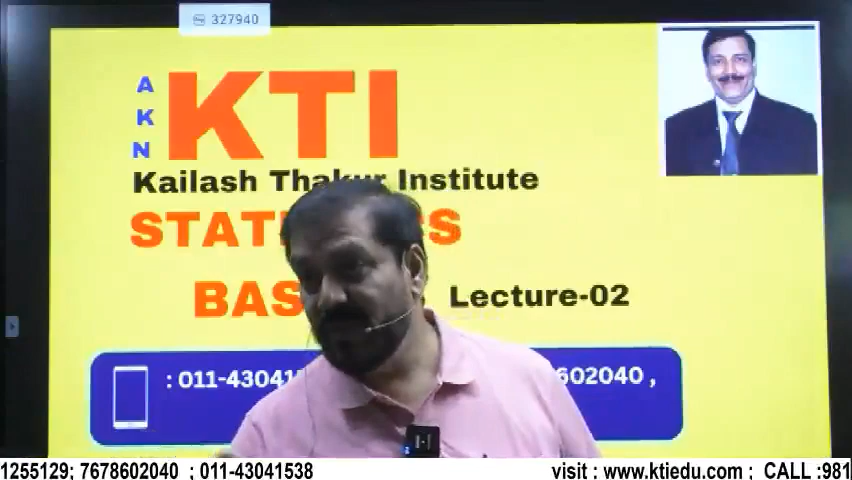 327940
A
K
N
KTI
Kailash Thakur Institute
Lecture-02
: 011-4304
602040 ,
1255129; 7678602040 ; 011-43041538
visit : www.ktiedu.com ; CALL :981